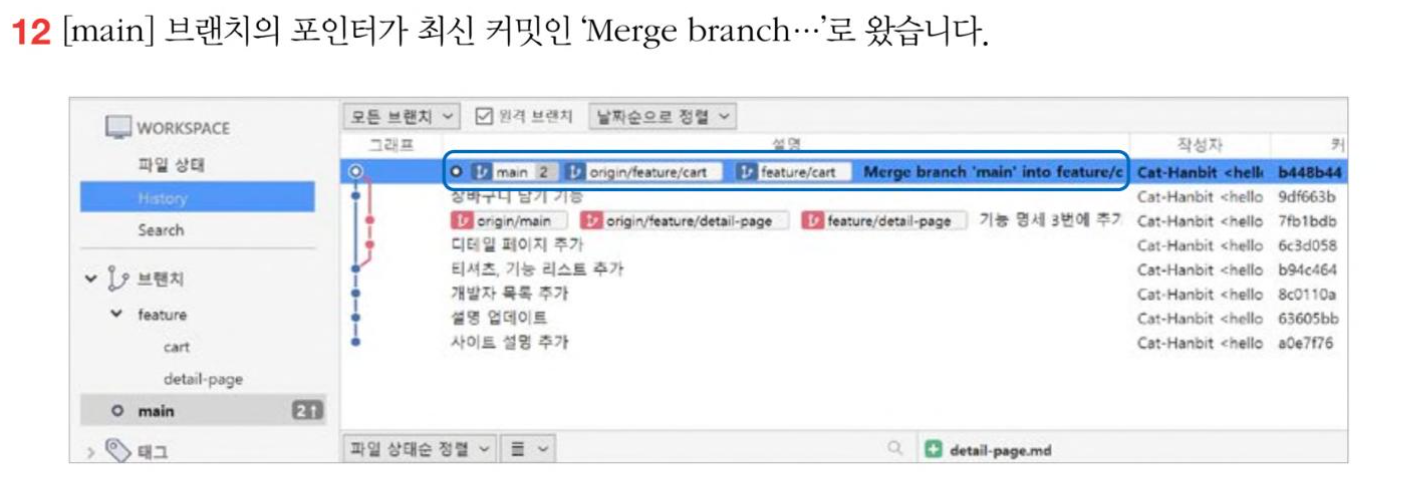 12 [main] 브랜치의 포인터가 최신 커밋인 ‘Merge branch…’로 왔습니다.
WORKSPACE
파일 상태
History
Search
브랜치
feature
cart
detail-page
main 2↑
태그
모든 브랜치 원격 브랜치 날짜순으로 정렬
그래프 설명 작성자 커
main 2 origin/feature/cart feature/cart Merge branch 'main' into feature/c Cat-Hanbit <hell b448b44
장바구니 담기 기능 Cat-Hanbit <hello 9df663b
origin/main origin/feature/detail-page feature/detail-page 기능 명세 3번에 추가 Cat-Hanbit <hello 7fb1bdb
디테일 페이지 추가 Cat-Hanbit <hello 6c3d058
티셔츠, 기능 리스트 추가 Cat-Hanbit <hello b94c464
개발자 목록 추가 Cat-Hanbit <hello 8c0110a
설명 업데이트 Cat-Hanbit <hello 63605bb
사이트 설명 추가 Cat-Hanbit <hello a0e7f76
파일 상태순 정렬 detail-page.md